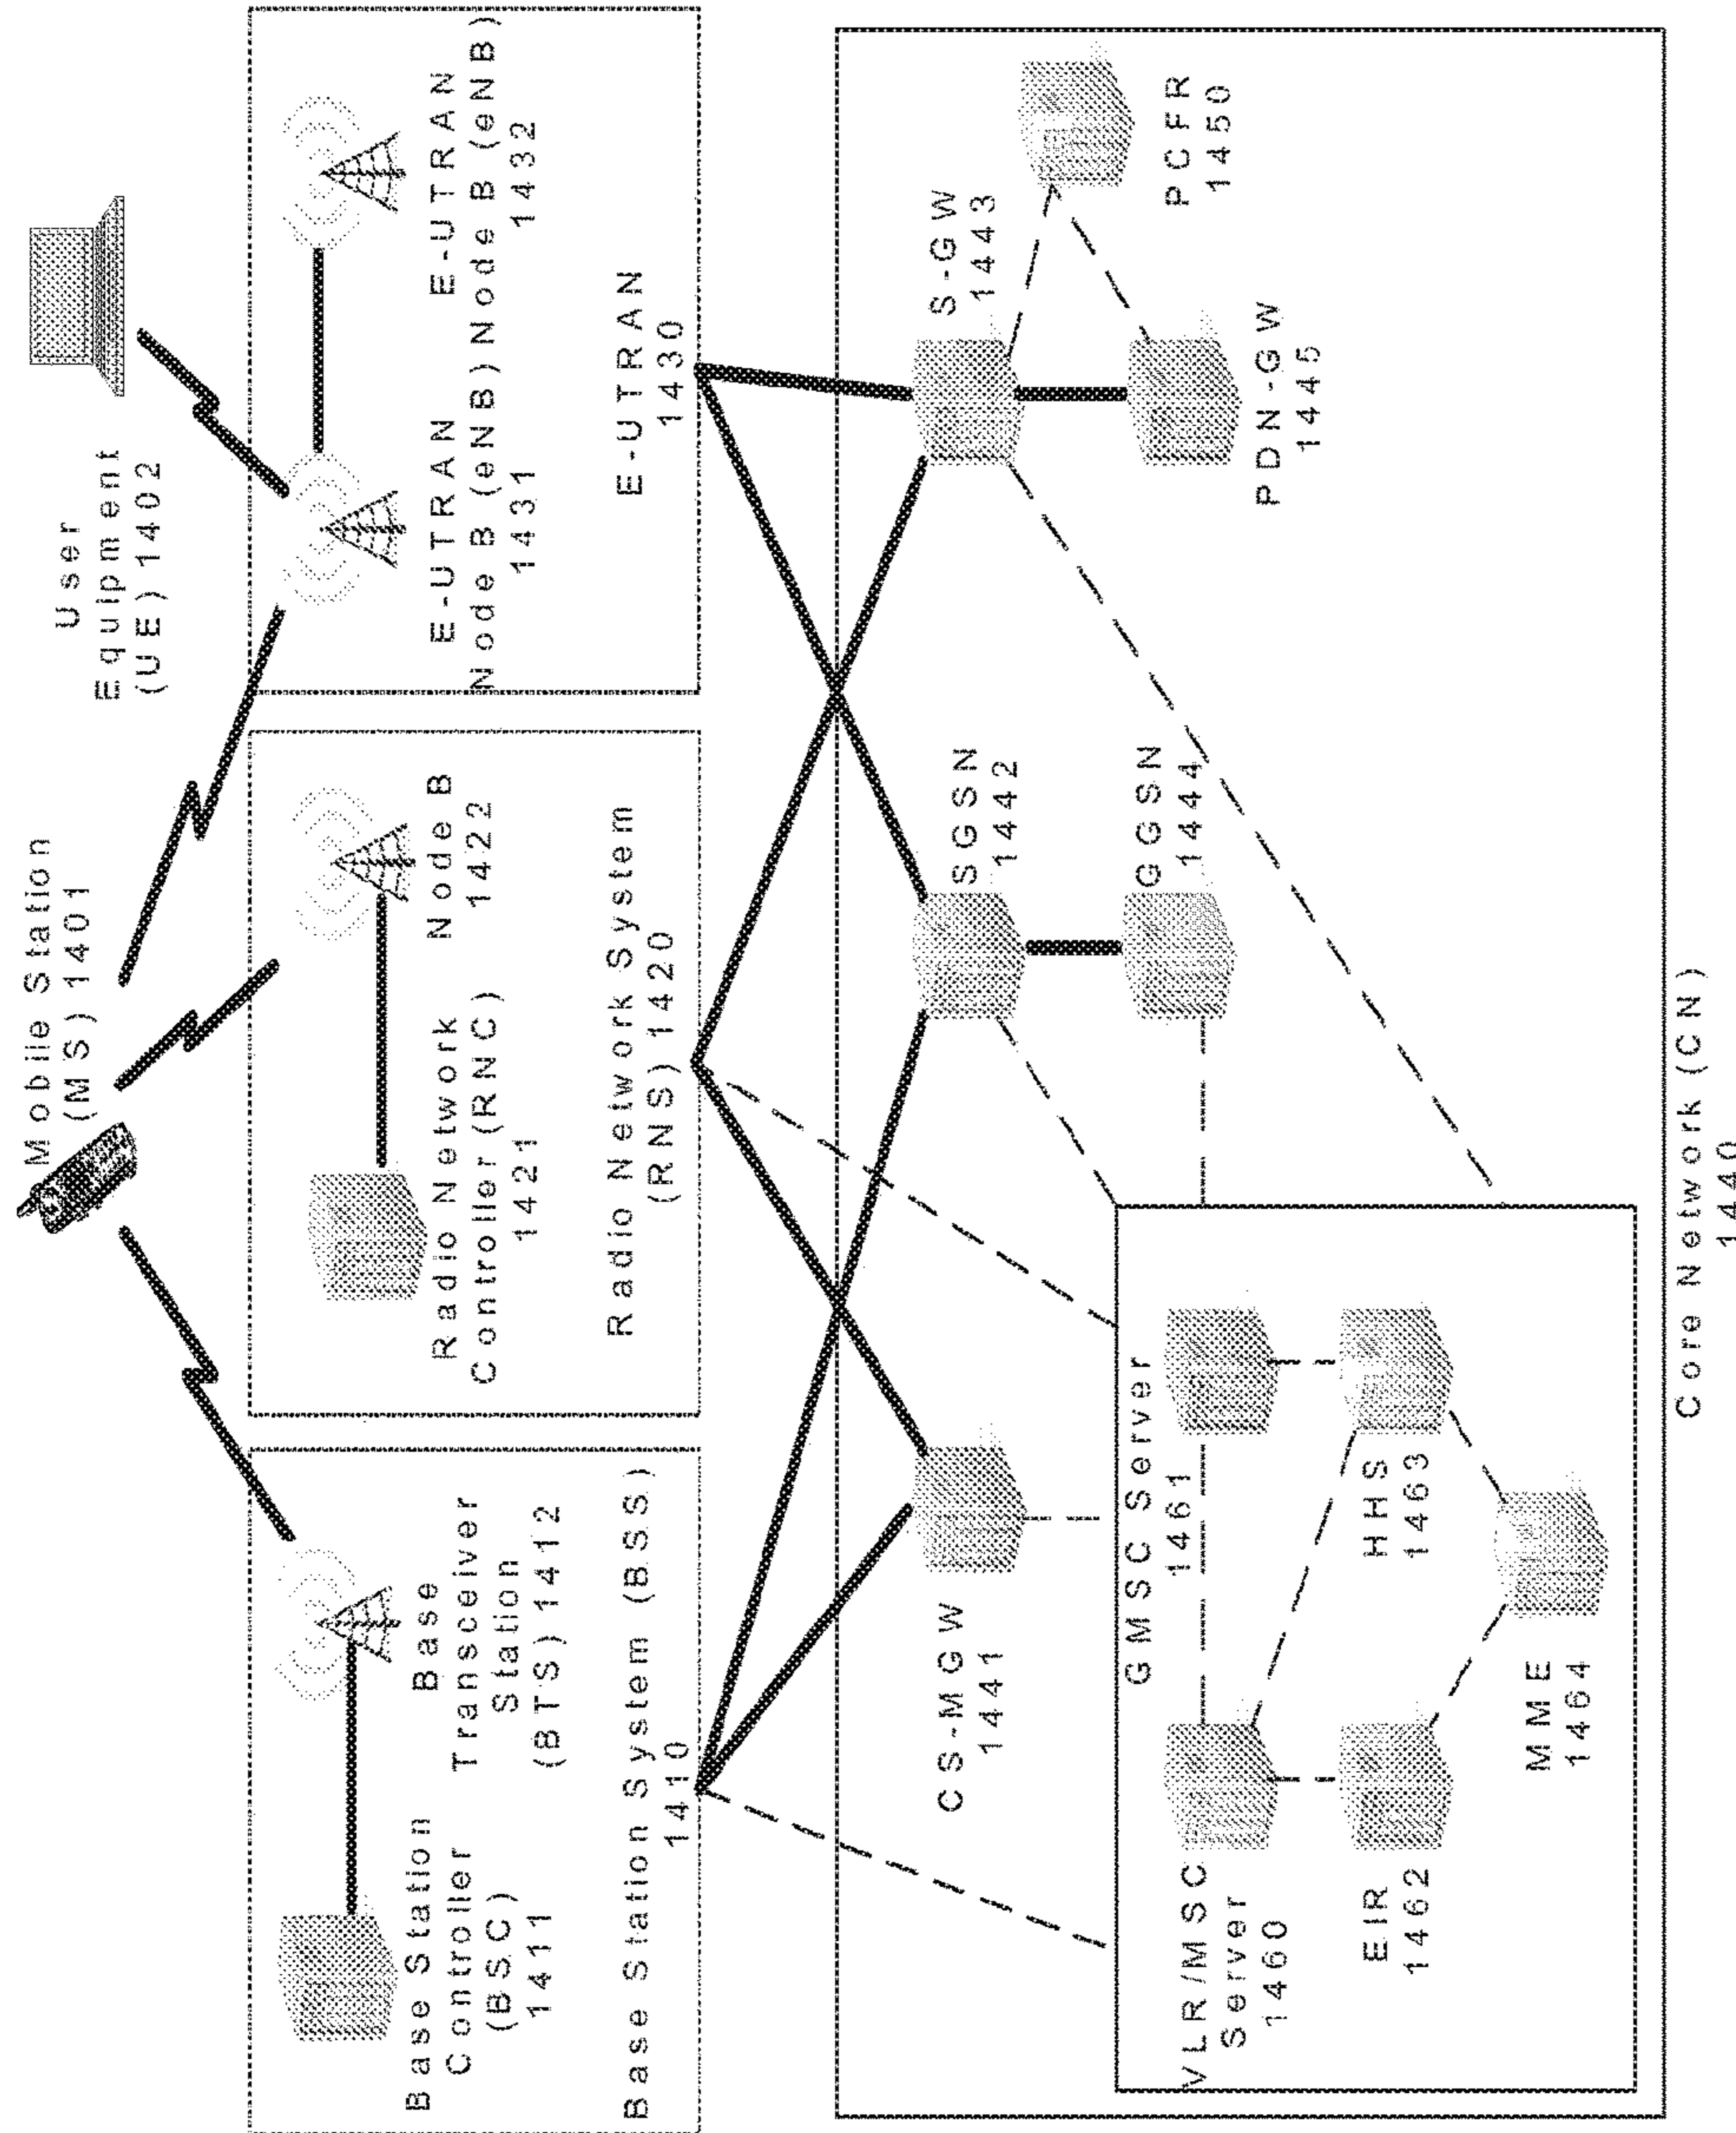 Mobile Station
(MS) 1401
User
Equipment
(UE) 1402
Base Station
Controller
(BSC)
1411
Base
Transceiver
Station
(BTS) 1412
Base Station System (BSS)
1410
Radio Network
Controller (RNC)
1421
Node B
1422
Radio Network System
(RNS) 1420
E-UTRAN
Node B (eNB)
1431
E-UTRAN
Node B (eNB)
1432
E-UTRAN
1430
CS-MGW
1441
SGSN
1442
S-GW
1443
GGSN
1444
PDN-GW
1445
PCFR
1450
GMSC Server
1461
VLR/MSC
Server
1460
HHS
1463
EIR
1462
MME
1464
Core Network (CN)
1440